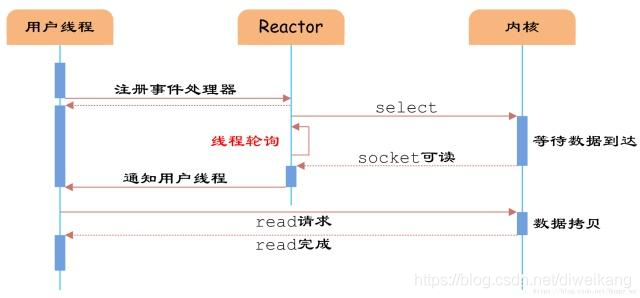 用户线程
Reactor
内核
注册事件处理器
select
线程轮询
等待数据到达
socket可读
通知用户线程
read请求
数据拷贝
read完成
https://blog.csdn.net/diweikang